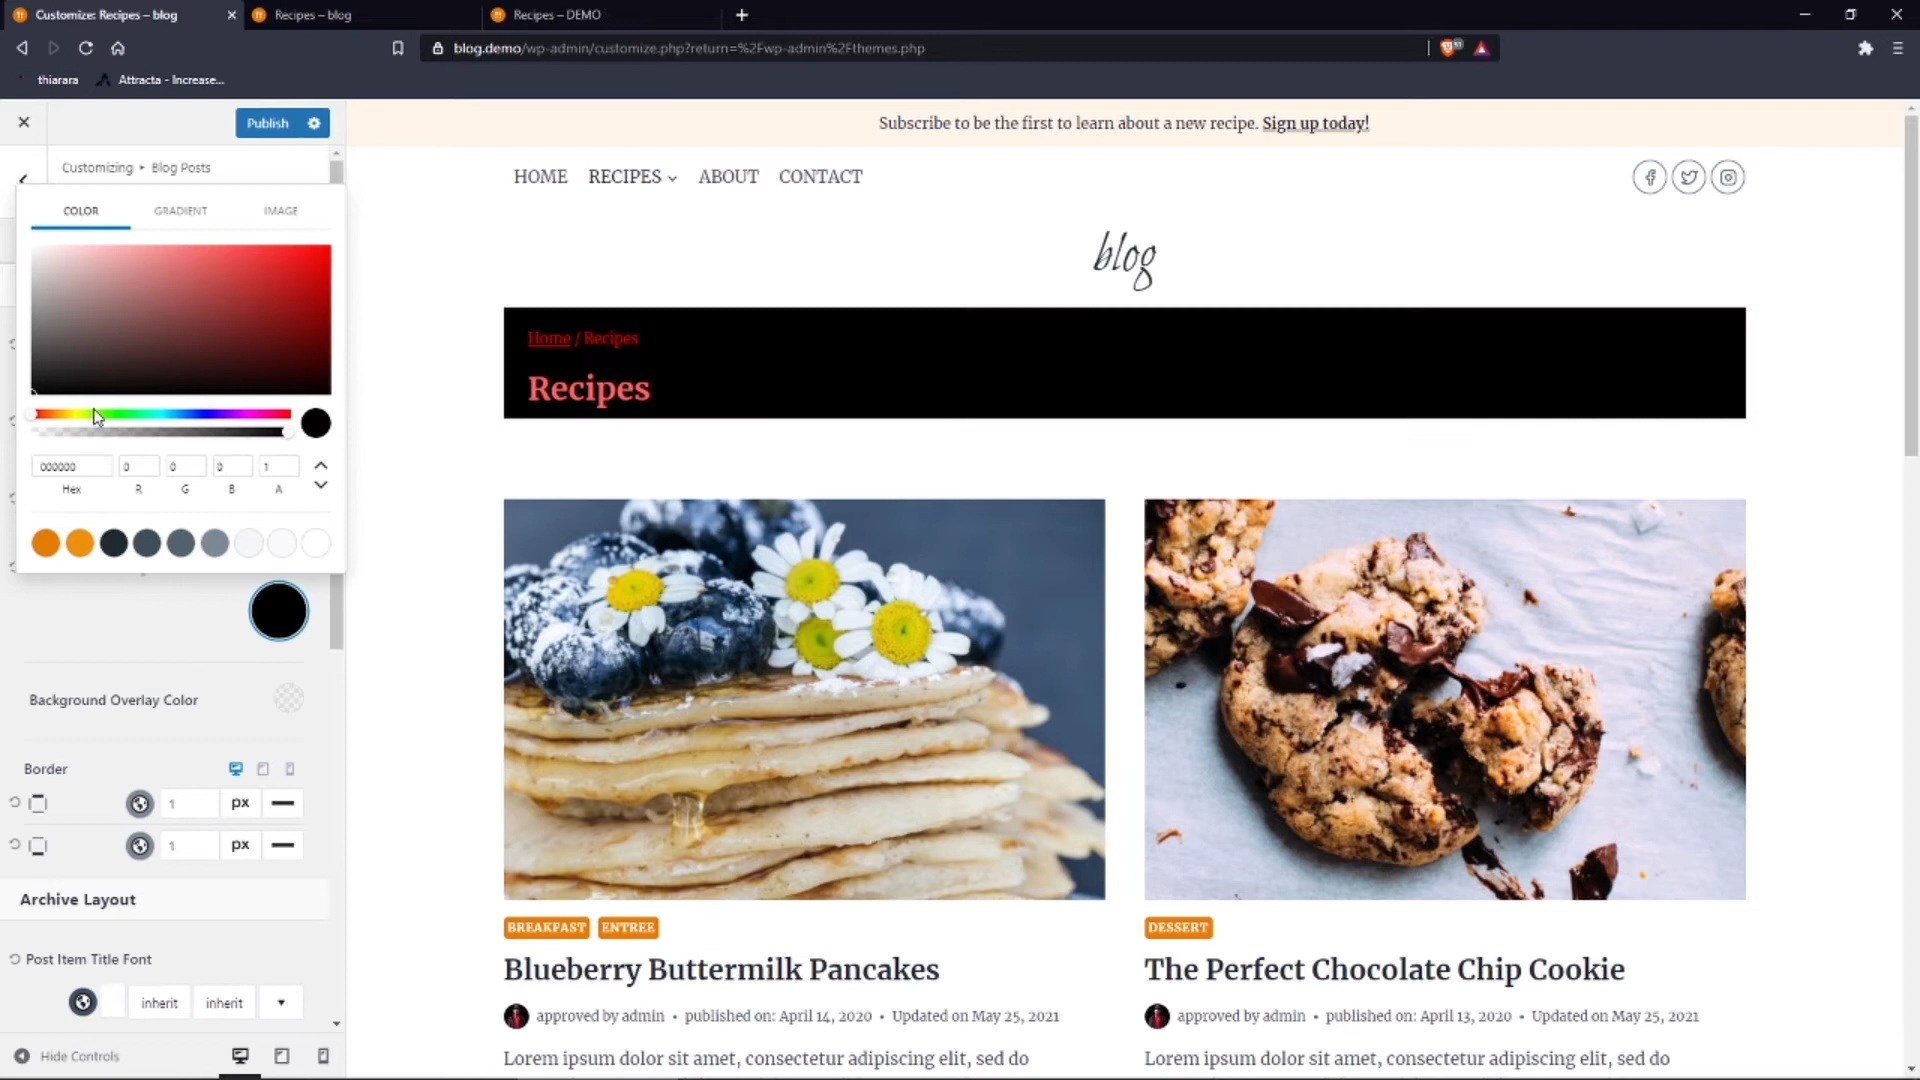 Customize: Recipes – blog
Recipes – blog
Recipes – DEMO
blog.demo/wp-admin/customize.php?return=%2Fwp-admin%2Fthemes.php
thiarara
Attracta - Increase...
Publish
Customizing ▸ Blog Posts
COLOR
GRADIENT
IMAGE
000000
0
0
0
1
Hex
R
G
B
A
Background Overlay Color
Border
1
px
1
px
Archive Layout
Post Item Title Font
inherit
inherit
Hide Controls
Subscribe to be the first to learn about a new recipe. Sign up today!
HOME
RECIPES
ABOUT
CONTACT
blog
Home / Recipes
Recipes
BREAKFAST
ENTREE
Blueberry Buttermilk Pancakes
approved by admin • published on: April 14, 2020 • Updated on May 25, 2021
Lorem ipsum dolor sit amet, consectetur adipiscing elit, sed do
DESSERT
The Perfect Chocolate Chip Cookie
approved by admin • published on: April 13, 2020 • Updated on May 25, 2021
Lorem ipsum dolor sit amet, consectetur adipiscing elit, sed do